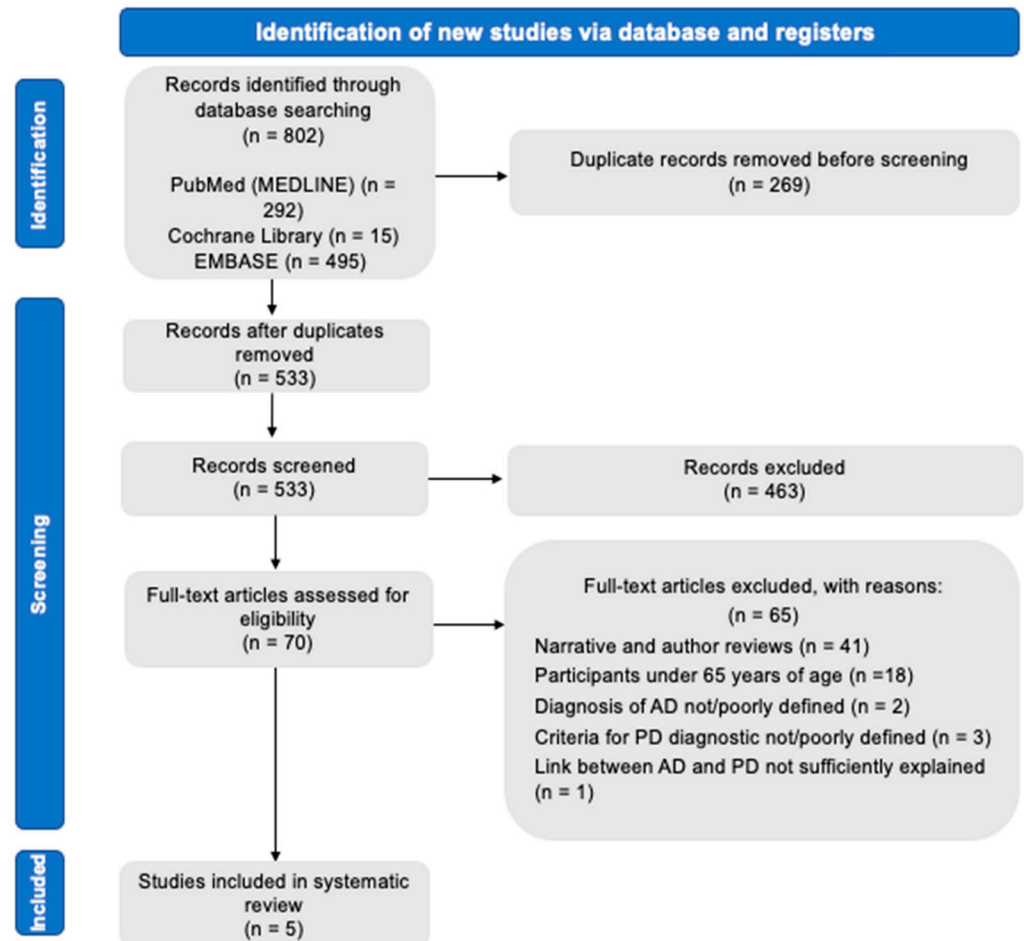 Identification of new studies via database and registers
Identification
Records identified through
database searching
(n = 802)
PubMed (MEDLINE) (n =
292)
Cochrane Library (n = 15)
EMBASE (n = 495)
Duplicate records removed before screening
(n = 269)
Screening
Records after duplicates
removed
(n = 533)
Records screened
(n = 533)
Records excluded
(n = 463)
Full-text articles assessed for
eligibility
(n = 70)
Full-text articles excluded, with reasons:
(n = 65)
Narrative and author reviews (n = 41)
Participants under 65 years of age (n =18)
Diagnosis of AD not/poorly defined (n = 2)
Criteria for PD diagnostic not/poorly defined (n = 3)
Link between AD and PD not sufficiently explained
(n = 1)
Included
Studies included in systematic
review
(n = 5)